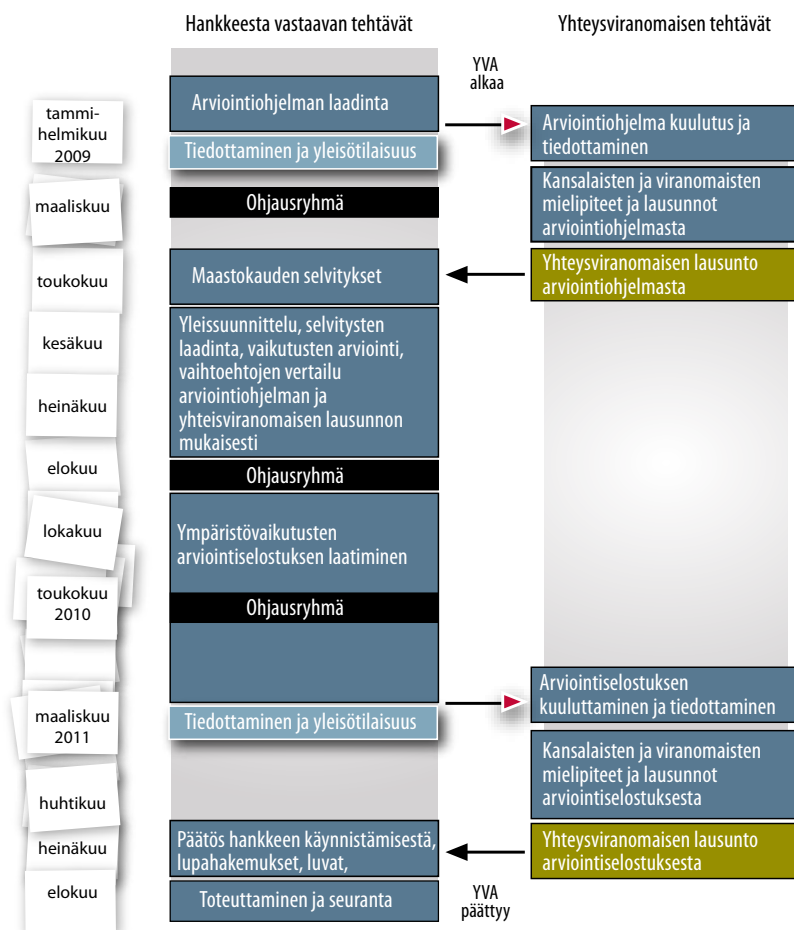 Hankkeesta vastaavan tehtävät
Yhteysviranomaisen tehtävät
YVA
alkaa
tammi-
helmikuu
2009
Arviointiohjelman laadinta
Tiedottaminen ja yleisötilaisuus
Arviointiohjelma kuulutus ja
tiedottaminen
maaliskuu
Ohjausryhmä
Kansalaisten ja viranomaisten
mielipiteet ja lausunnot
arviointiohjelmasta
toukokuu
Maastokauden selvitykset
Yhteysviranomaisen lausunto
arviointiohjelmasta
kesäkuu
heinäkuu
Yleissuunnittelu, selvitysten
laadinta, vaikutusten arviointi,
vaihtoehtojen vertailu
arviointiohjelman ja
yhteisviranomaisen lausunnon
mukaisesti
elokuu
Ohjausryhmä
lokakuu
Ympäristövaikutusten
arviointiselostuksen laatiminen
toukokuu
2010
Ohjausryhmä
Arviointiselostuksen
kuuluttaminen ja tiedottaminen
maaliskuu
2011
Tiedottaminen ja yleisötilaisuus
Kansalaisten ja viranomaisten
mielipiteet ja lausunnot
arviointiselostuksesta
huhtikuu
heinäkuu
Päätös hankkeen käynnistämisestä,
lupahakemukset, luvat,
Yhteysviranomaisen lausunto
arviointiselostuksesta
elokuu
Toteuttaminen ja seuranta
YVA
päättyy